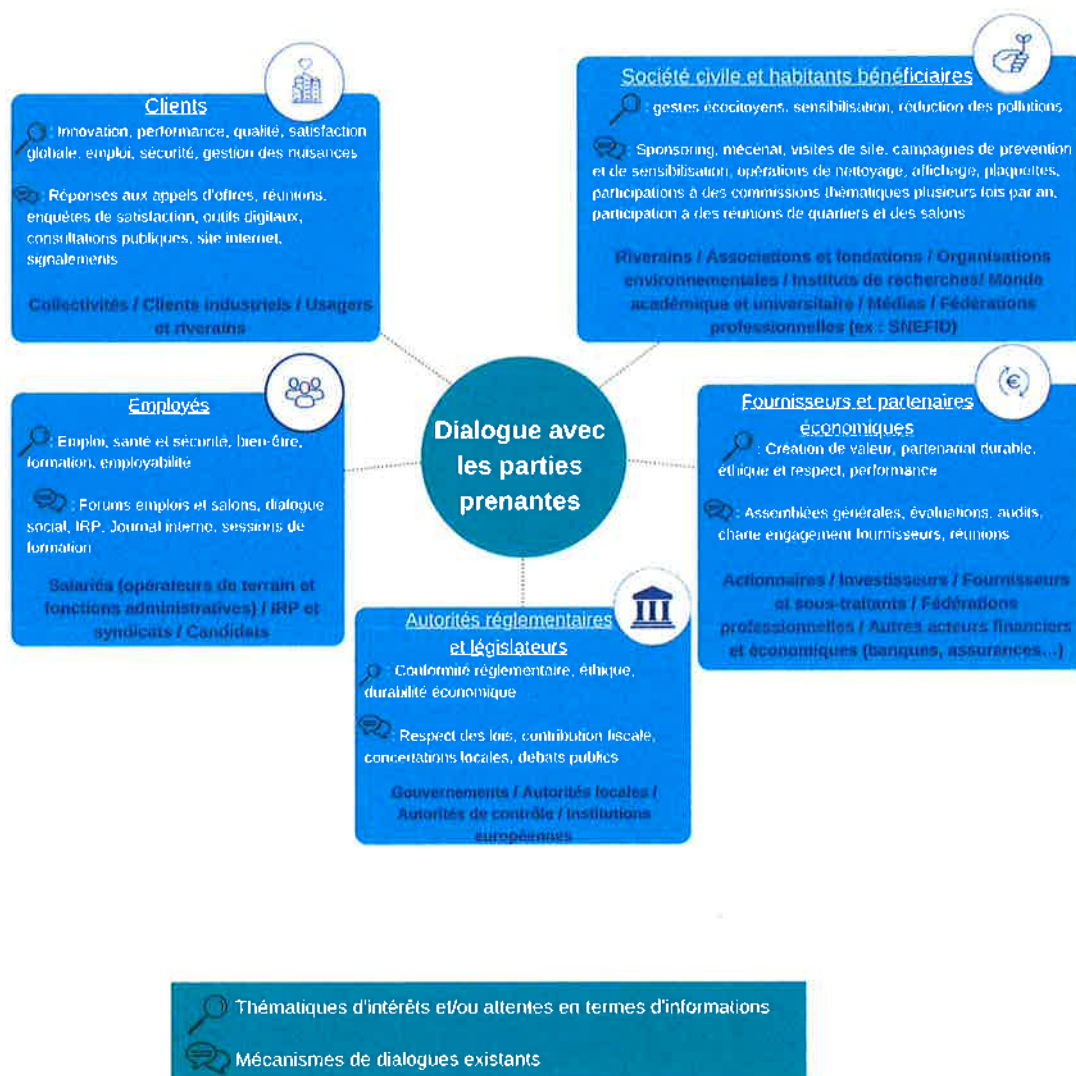 Clients
: Innovation, performance, qualité, satisfaction
globale, emploi, sécurité, gestion des nuisances
: Réponses aux appels d'offres, réunions,
enquêtes de satisfaction, outils digitaux,
consultations publiques, site internet,
signalements
Collectivités / Clients industriels / Usagers
et riverains
Société civile et habitants bénéficiaires
: gestes écocitoyens, sensibilisation, réduction des pollutions
: Sponsoring, mécénat, visites de site, campagnes de prévention
et de sensibilisation, opérations de nettoyage, affichage, plaquettes,
participations à des commissions thématiques plusieurs fois par an,
participation à des réunions de quartiers et des salons
Riverains / Associations et fondations / Organisations
environnementales / Instituts de recherches/ Monde
académique et universitaire / Médias / Fédérations
professionnelles (ex : SNEFID)
Dialogue avec
les parties
prenantes
Employés
: Emploi, santé et sécurité, bien-être,
formation, employabilité
: Forums emplois et salons, dialogue
social, IRP, Journal interne, sessions de
formation
Salariés (opérateurs de terrain et
fonctions administratives) / IRP et
syndicats / Candidats
Fournisseurs et partenaires
économiques
: Création de valeur, partenariat durable,
éthique et respect, performance
: Assemblées générales, évaluations, audits,
charte engagement fournisseurs, réunions
Actionnaires / Investisseurs / Fournisseurs
et sous-traitants / Fédérations
professionnelles / Autres acteurs financiers
et économiques (banques, assurances...)
Autorités réglementaires
et législateurs
: Conformité réglementaire, éthique,
durabilité économique
: Respect des lois, contribution fiscale,
concertations locales, débats publics
Gouvernements / Autorités locales /
Autorités de contrôle / Institutions
européennes
Thématiques d'intérêts et/ou attentes en termes d'informations
Mécanismes de dialogues existants